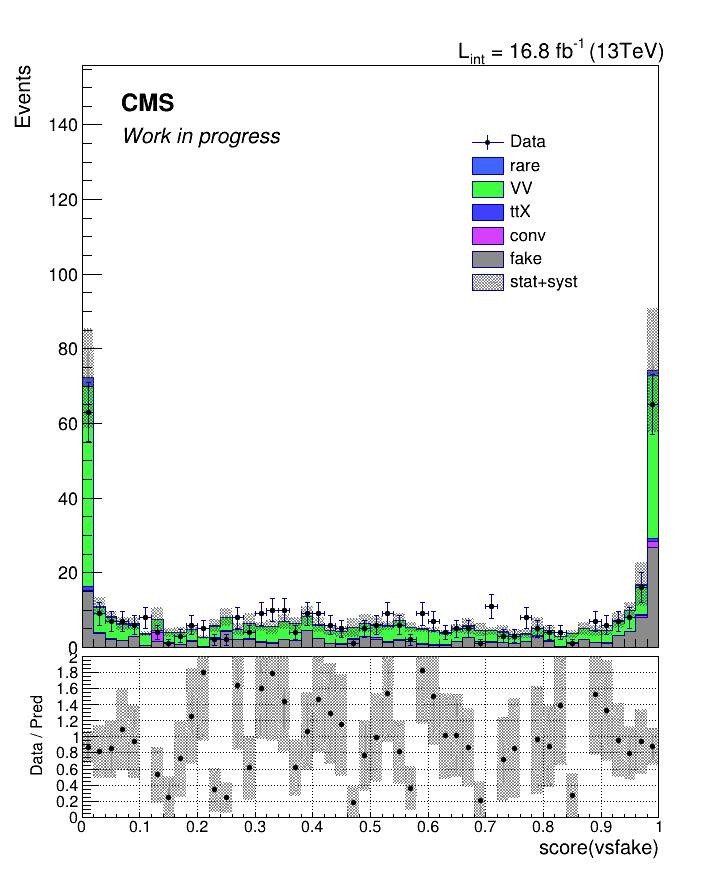 L_int = 16.8 fb^-1 (13TeV)
Events
CMS
Work in progress
Data
rare
VV
ttX
conv
fake
stat+syst
140
120
100
80
60
40
20
0
Data / Pred
2
1.8
1.6
1.4
1.2
1
0.8
0.6
0.4
0.2
0
0 0.1 0.2 0.3 0.4 0.5 0.6 0.7 0.8 0.9 1
score(vsfake)